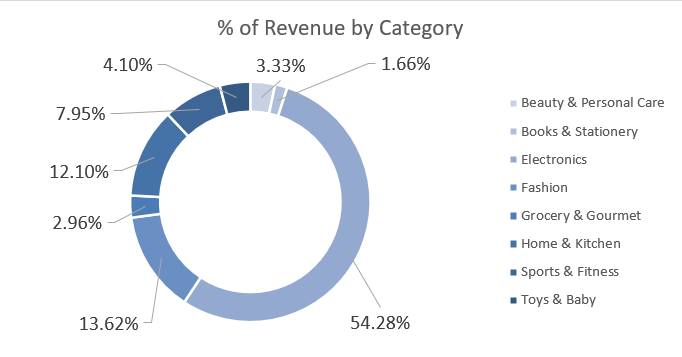 % of Revenue by Category
4.10%
3.33%
1.66%
7.95%
12.10%
2.96%
13.62%
54.28%
Beauty & Personal Care
Books & Stationery
Electronics
Fashion
Grocery & Gourmet
Home & Kitchen
Sports & Fitness
Toys & Baby